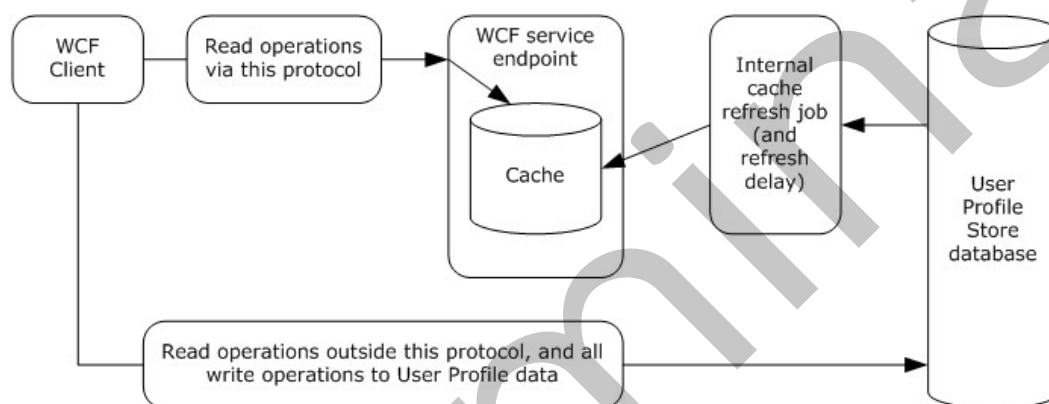 WCF
Client
Read operations
via this protocol
WCF service
endpoint
Cache
Internal
cache
refresh job
(and
refresh
delay)
User
Profile
Store
database
Read operations outside this protocol, and all
write operations to User Profile data